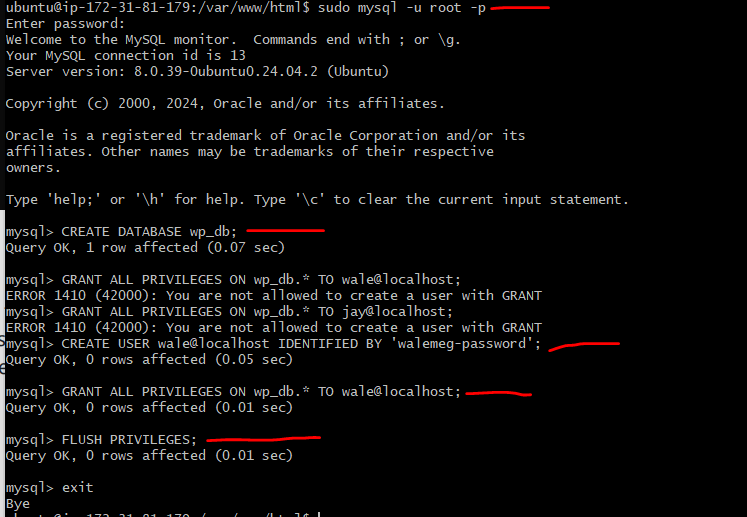 ubuntu@ip-172-31-81-179:/var/www/html$ sudo mysql -u root -p
Enter password:
Welcome to the MySQL monitor.  Commands end with ; or \g.
Your MySQL connection id is 13
Server version: 8.0.39-0ubuntu0.24.04.2 (Ubuntu)
Copyright (c) 2000, 2024, Oracle and/or its affiliates.
Oracle is a registered trademark of Oracle Corporation and/or its
affiliates. Other names may be trademarks of their respective
owners.
Type 'help;' or '\h' for help. Type '\c' to clear the current input statement.
mysql> CREATE DATABASE wp_db;
Query OK, 1 row affected (0.07 sec)
mysql> GRANT ALL PRIVILEGES ON wp_db.* TO wale@localhost;
ERROR 1410 (42000): You are not allowed to create a user with GRANT
mysql> GRANT ALL PRIVILEGES ON wp_db.* TO jay@localhost;
ERROR 1410 (42000): You are not allowed to create a user with GRANT
mysql> CREATE USER wale@localhost IDENTIFIED BY 'walemeg-password';
Query OK, 0 rows affected (0.05 sec)
mysql> GRANT ALL PRIVILEGES ON wp_db.* TO wale@localhost;
Query OK, 0 rows affected (0.01 sec)
mysql> FLUSH PRIVILEGES;
Query OK, 0 rows affected (0.01 sec)
mysql> exit
Bye